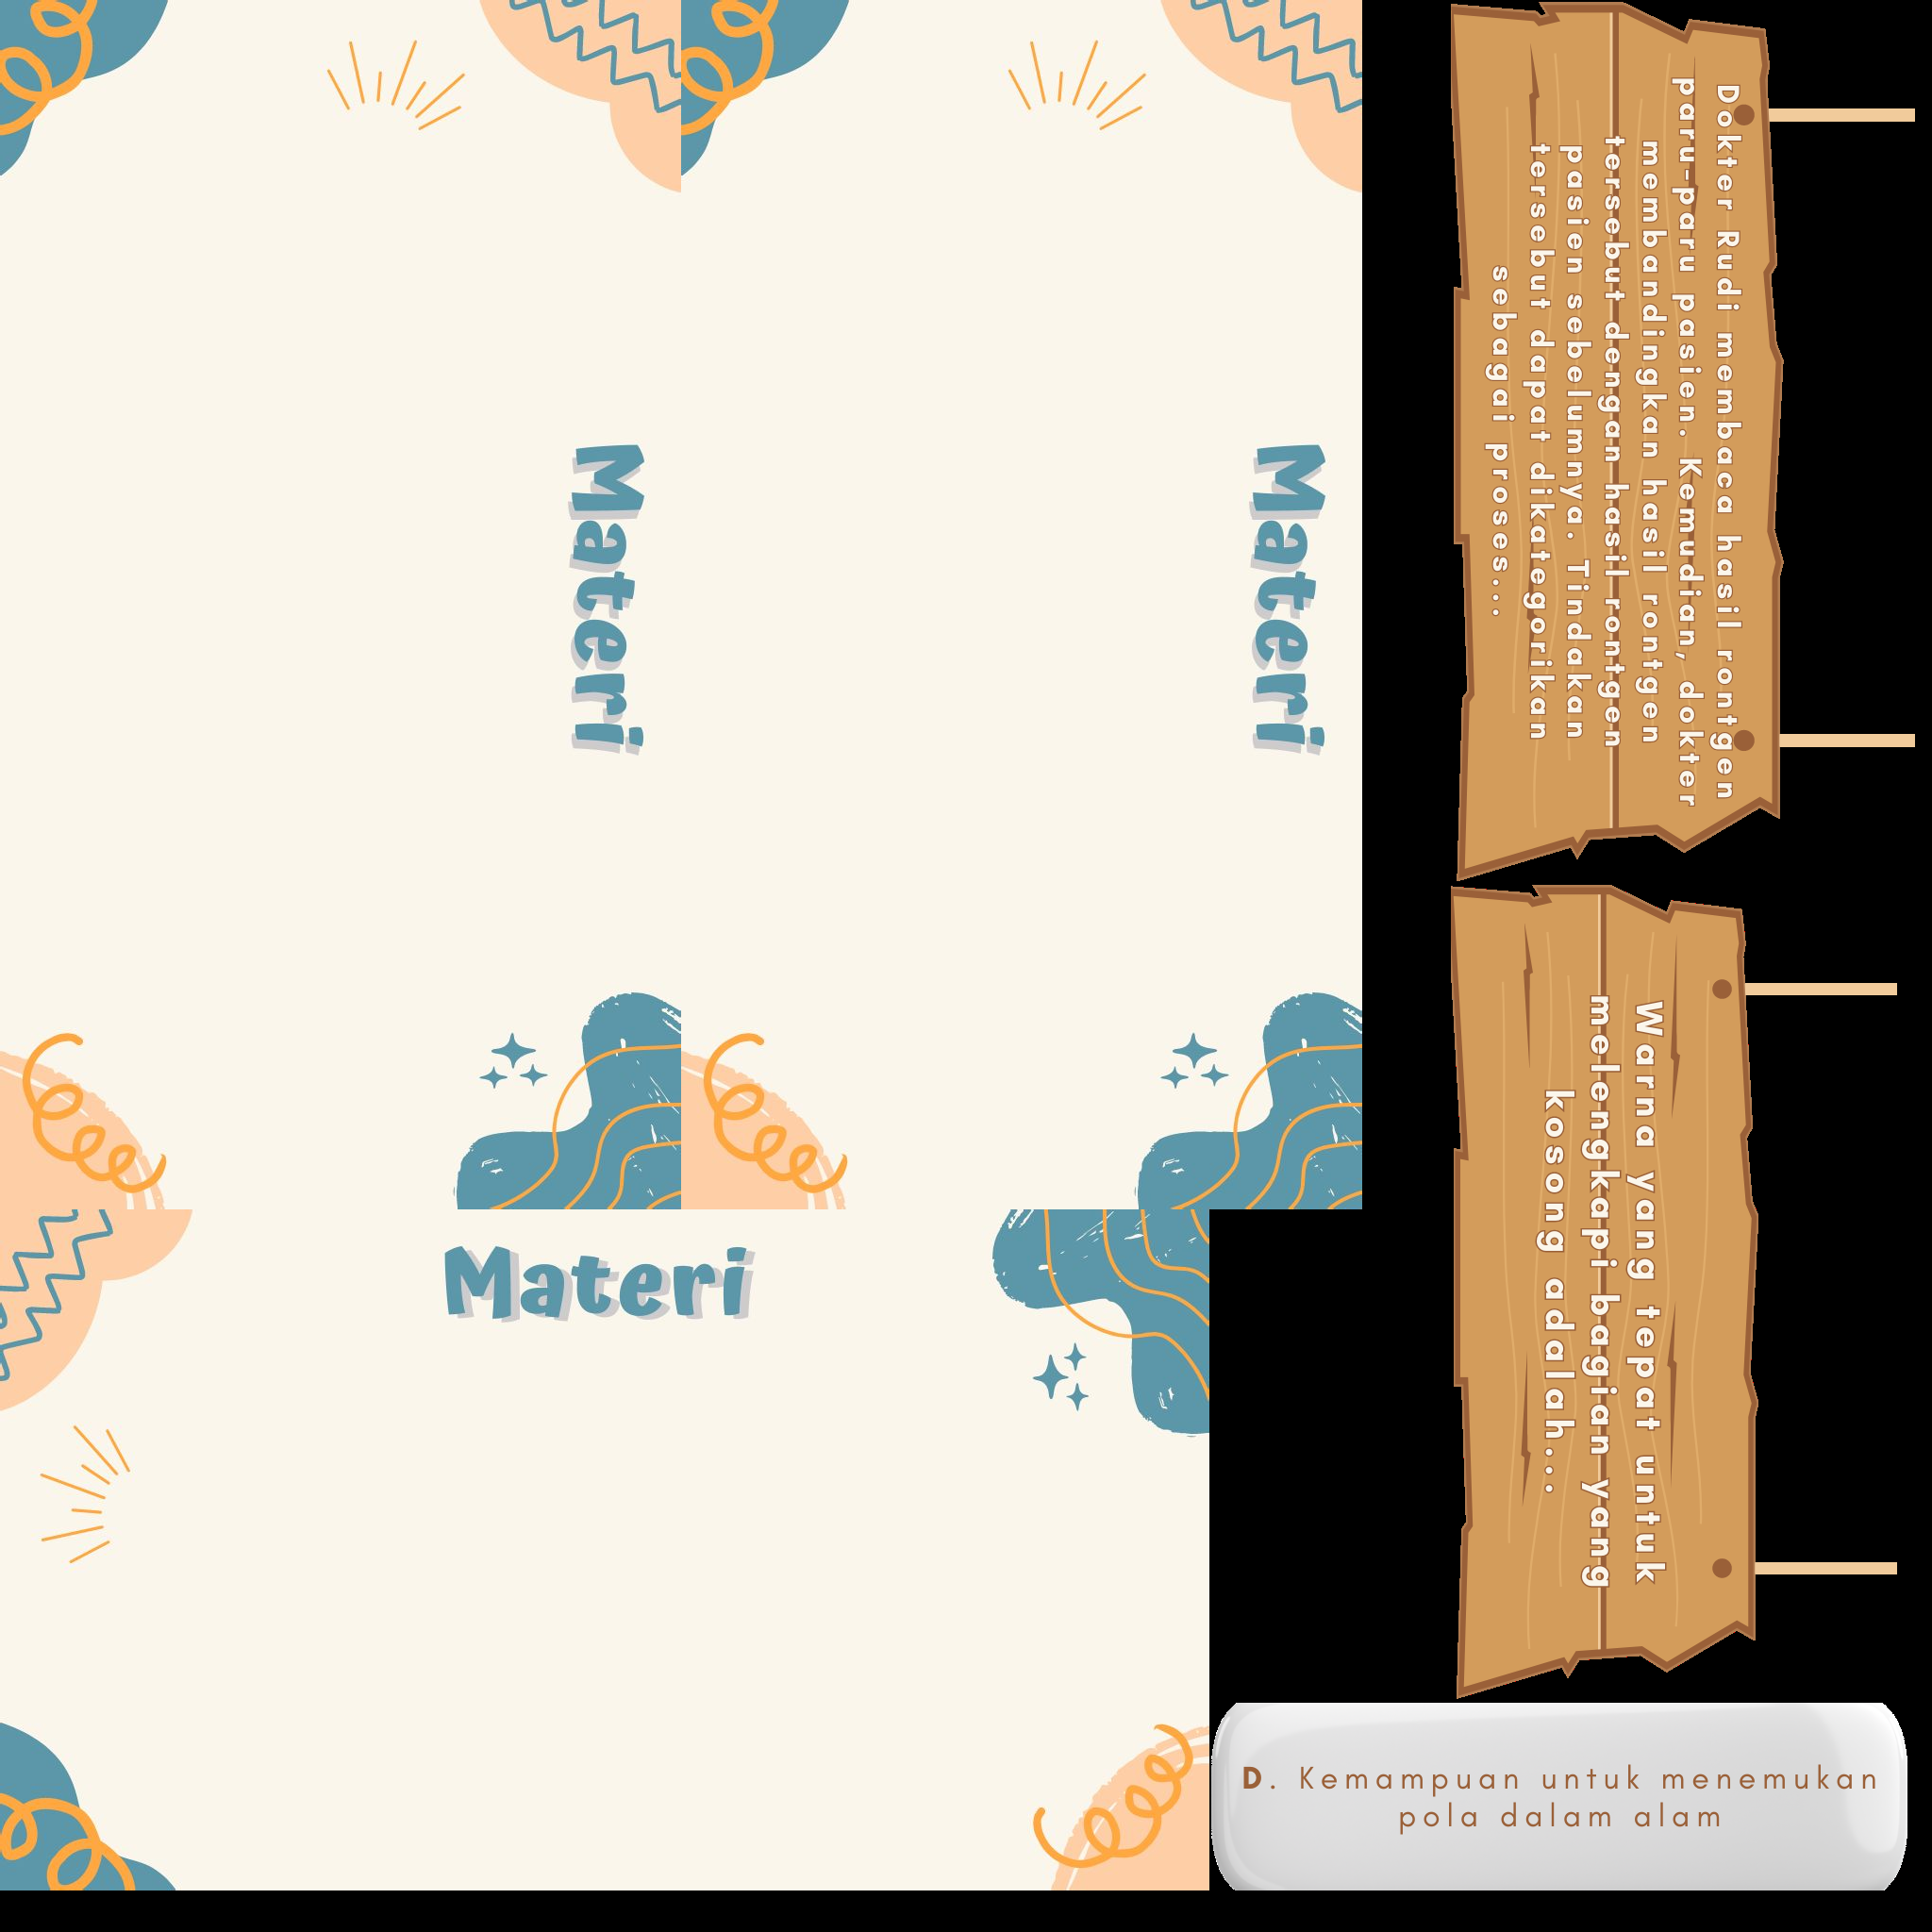 Materi
Materi
Dokter Rudi membaca hasil rontgen
paru-paru pasien. Kemudian, dokter
membandingkan hasil rontgen
tersebut dengan hasil rontgen
pasien sebelumnya. Tindakan
tersebut dapat dikategorikan
sebagai proses...
Warna yang tepat untuk
melengkapi bagian yang
kosong adalah...
Materi
D. Kemampuan untuk menemukan
pola dalam alam